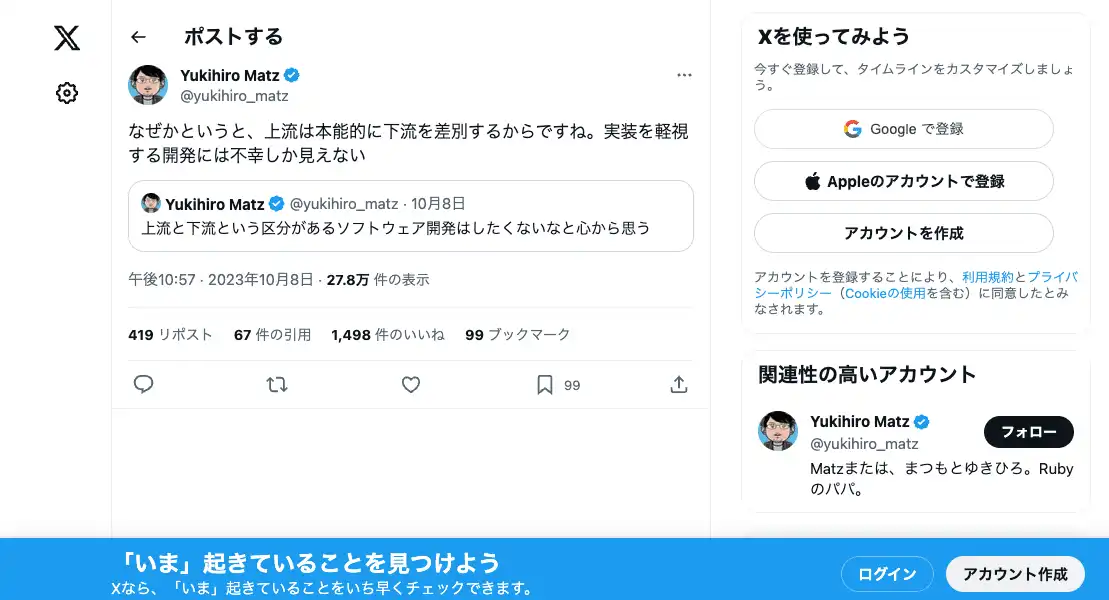 ポストする
Yukihiro Matz
@yukihiro_matz
なぜかというと、上流は本能的に下流を差別するからですね。実装を軽視
する開発には不幸しか見えない
Yukihiro Matz @yukihiro_matz · 10月8日
上流と下流という区分があるソフトウェア開発はしたくないなと心から思う
午後10:57 · 2023年10月8日 · 27.8万 件の表示
419 リポスト 67 件の引用 1,498 件のいいね 99 ブックマーク
99
Xを使ってみよう
今すぐ登録して、タイムラインをカスタマイズしましょ
う。
Google で登録
Appleのアカウントで登録
アカウントを作成
アカウントを登録することにより、利用規約とプライバ
シーポリシー（Cookieの使用を含む）に同意したとみ
なされます。
関連性の高いアカウント
Yukihiro Matz
@yukihiro_matz
フォロー
Matzまたは、まつもとゆきひろ。Ruby
のパパ。
「いま」起きていることを見つけよう
Xなら、「いま」起きていることをいち早くチェックできます。
ログイン
アカウント作成